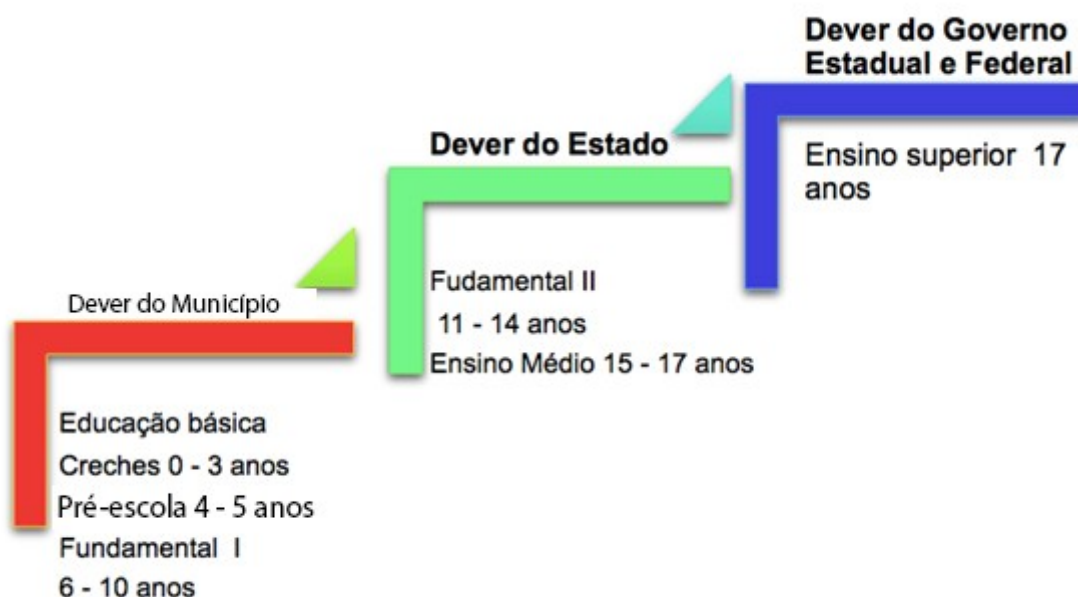 Dever do Município
Educação básica
Creches 0 - 3 anos
Pré-escola 4 - 5 anos
Fundamental I
6 - 10 anos
Dever do Estado
Fudamental II
11 - 14 anos
Ensino Médio 15 - 17 anos
Dever do Governo
Estadual e Federal
Ensino superior 17
anos